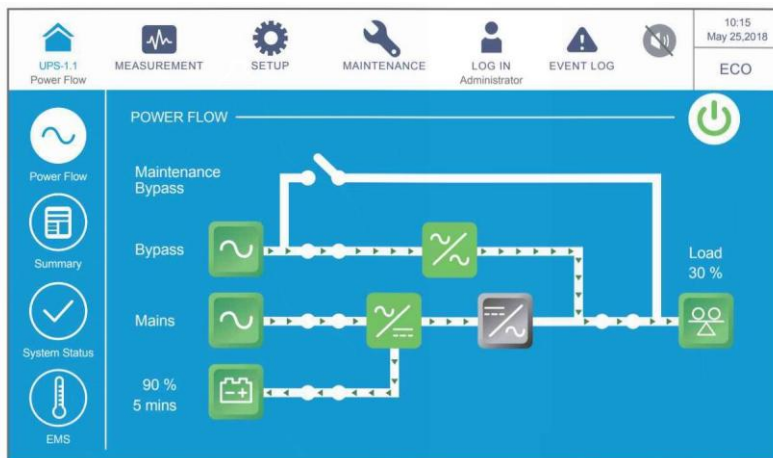 UPS-1.1
Power Flow
MEASUREMENT
SETUP
MAINTENANCE
LOG IN
Administrator
EVENT LOG
10:15
May 25,2018
ECO
Power Flow
Summary
System Status
EMS
POWER FLOW
Maintenance
Bypass
Bypass
Mains
90 %
5 mins
Load
30 %